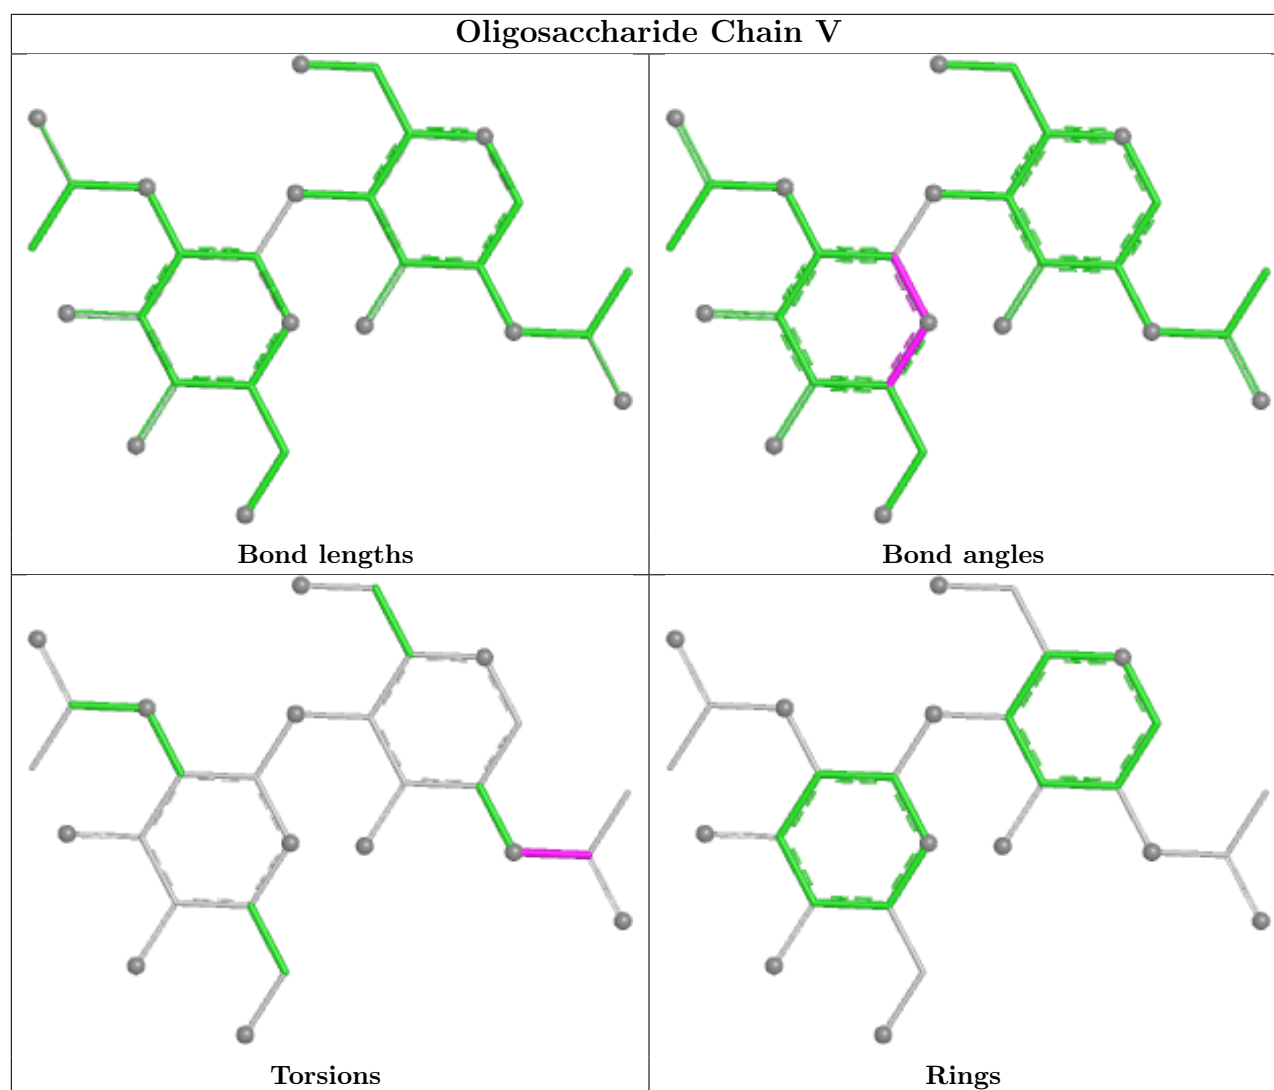 Oligosaccharide Chain V
Bond lengths
Bond angles
Torsions
Rings